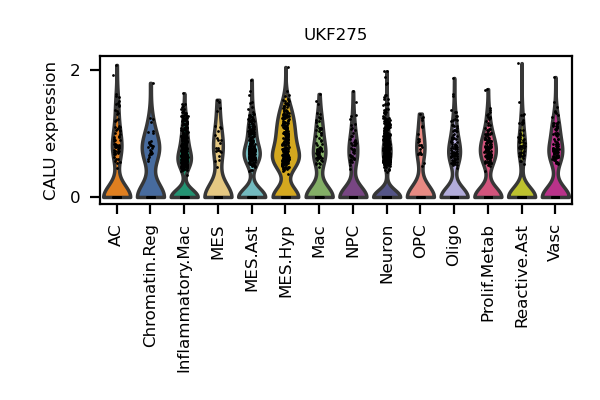 UKF275
CALU expression
2
0
AC
Chromatin.Reg
Inflammatory.Mac
MES
MES.Ast
MES.Hyp
Mac
NPC
Neuron
OPC
Oligo
Prolif.Metab
Reactive.Ast
Vasc